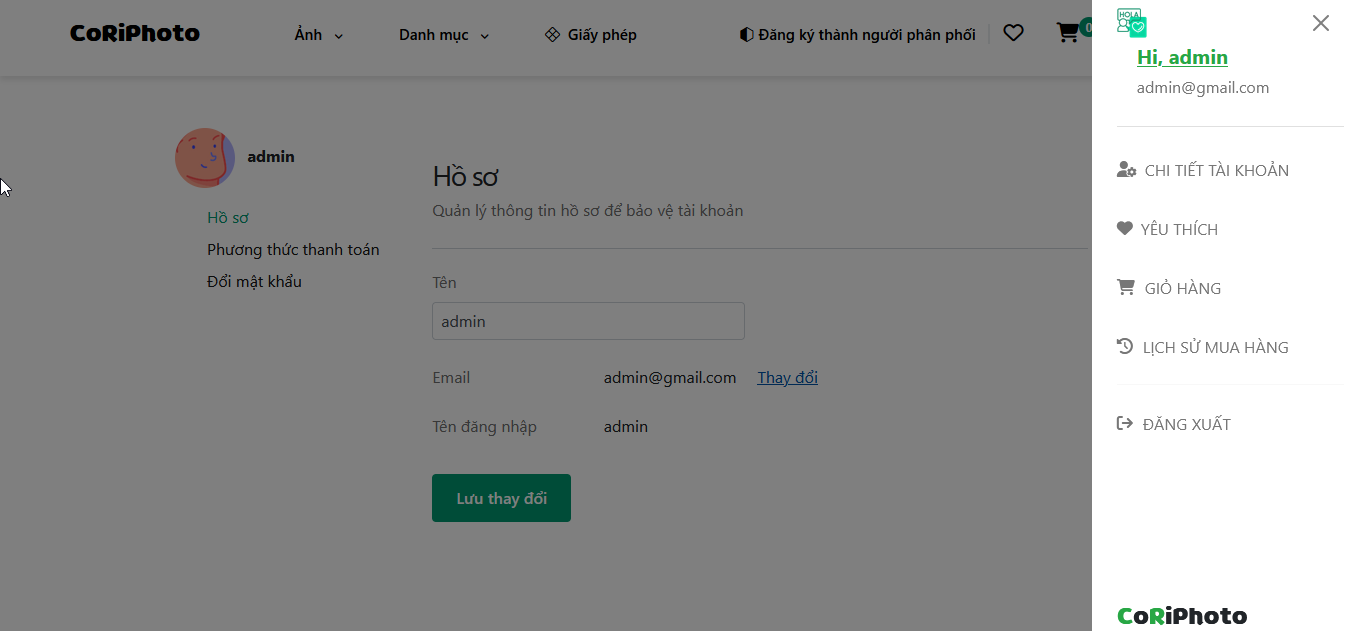 CoRiPhoto
Ảnh
Danh mục
Giấy phép
Đăng ký thành người phân phối
0
HOLA
Hi, admin
admin@gmail.com
CHI TIẾT TÀI KHOẢN
YÊU THÍCH
GIỎ HÀNG
LỊCH SỬ MUA HÀNG
ĐĂNG XUẤT
CoRiPhoto
admin
Hồ sơ
Phương thức thanh toán
Đổi mật khẩu
Hồ sơ
Quản lý thông tin hồ sơ để bảo vệ tài khoản
Tên
admin
Email admin@gmail.com Thay đổi
Tên đăng nhập admin
Lưu thay đổi